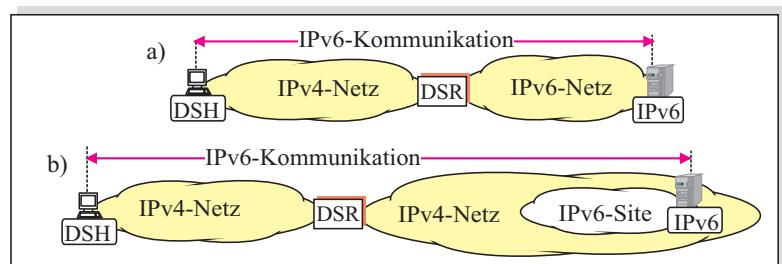 IPv6-Kommunikation
a)
IPv4-Netz DSR IPv6-Netz
DSH IPv6
b) IPv6-Kommunikation
IPv4-Netz DSR IPv4-Netz IPv6-Site IPv6
DSH